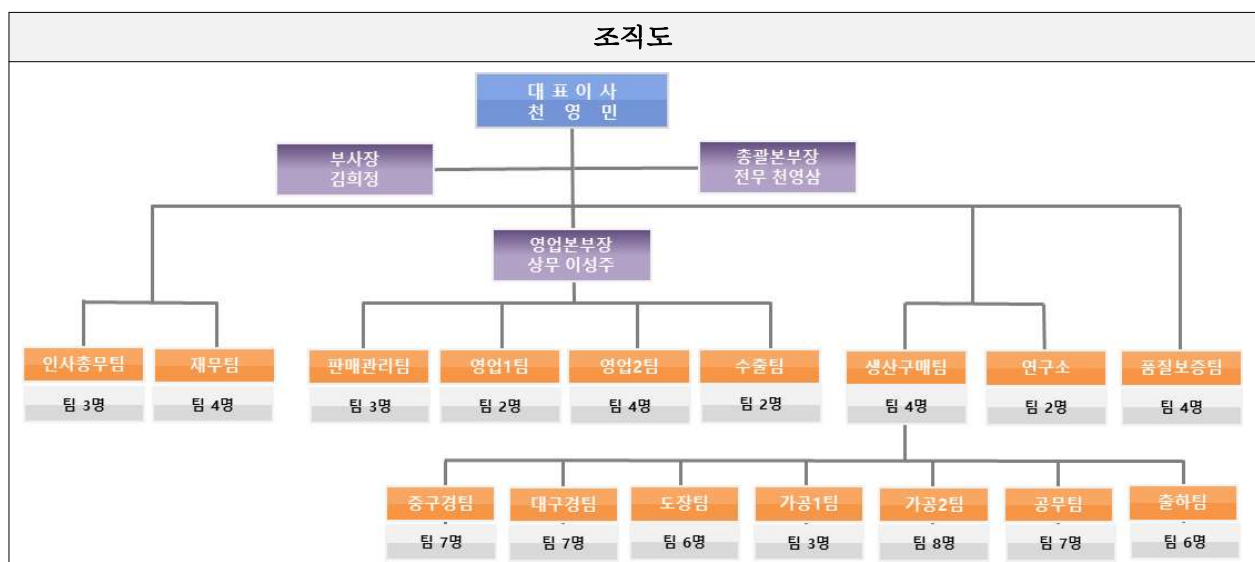 조직도
대 표 이 사
천 영 민
부사장
김희정
총괄본부장
전무 천영삼
영업본부장
상무 이성주
인사총무팀
재무팀
판매관리팀
영업1팀
영업2팀
수출팀
생산구매팀
연구소
품질보증팀
팀 3명
팀 4명
팀 3명
팀 2명
팀 4명
팀 2명
팀 4명
팀 2명
팀 4명
중구경팀
대구경팀
도장팀
가공1팀
가공2팀
공무팀
출하팀
팀 7명
팀 7명
팀 6명
팀 3명
팀 8명
팀 7명
팀 6명